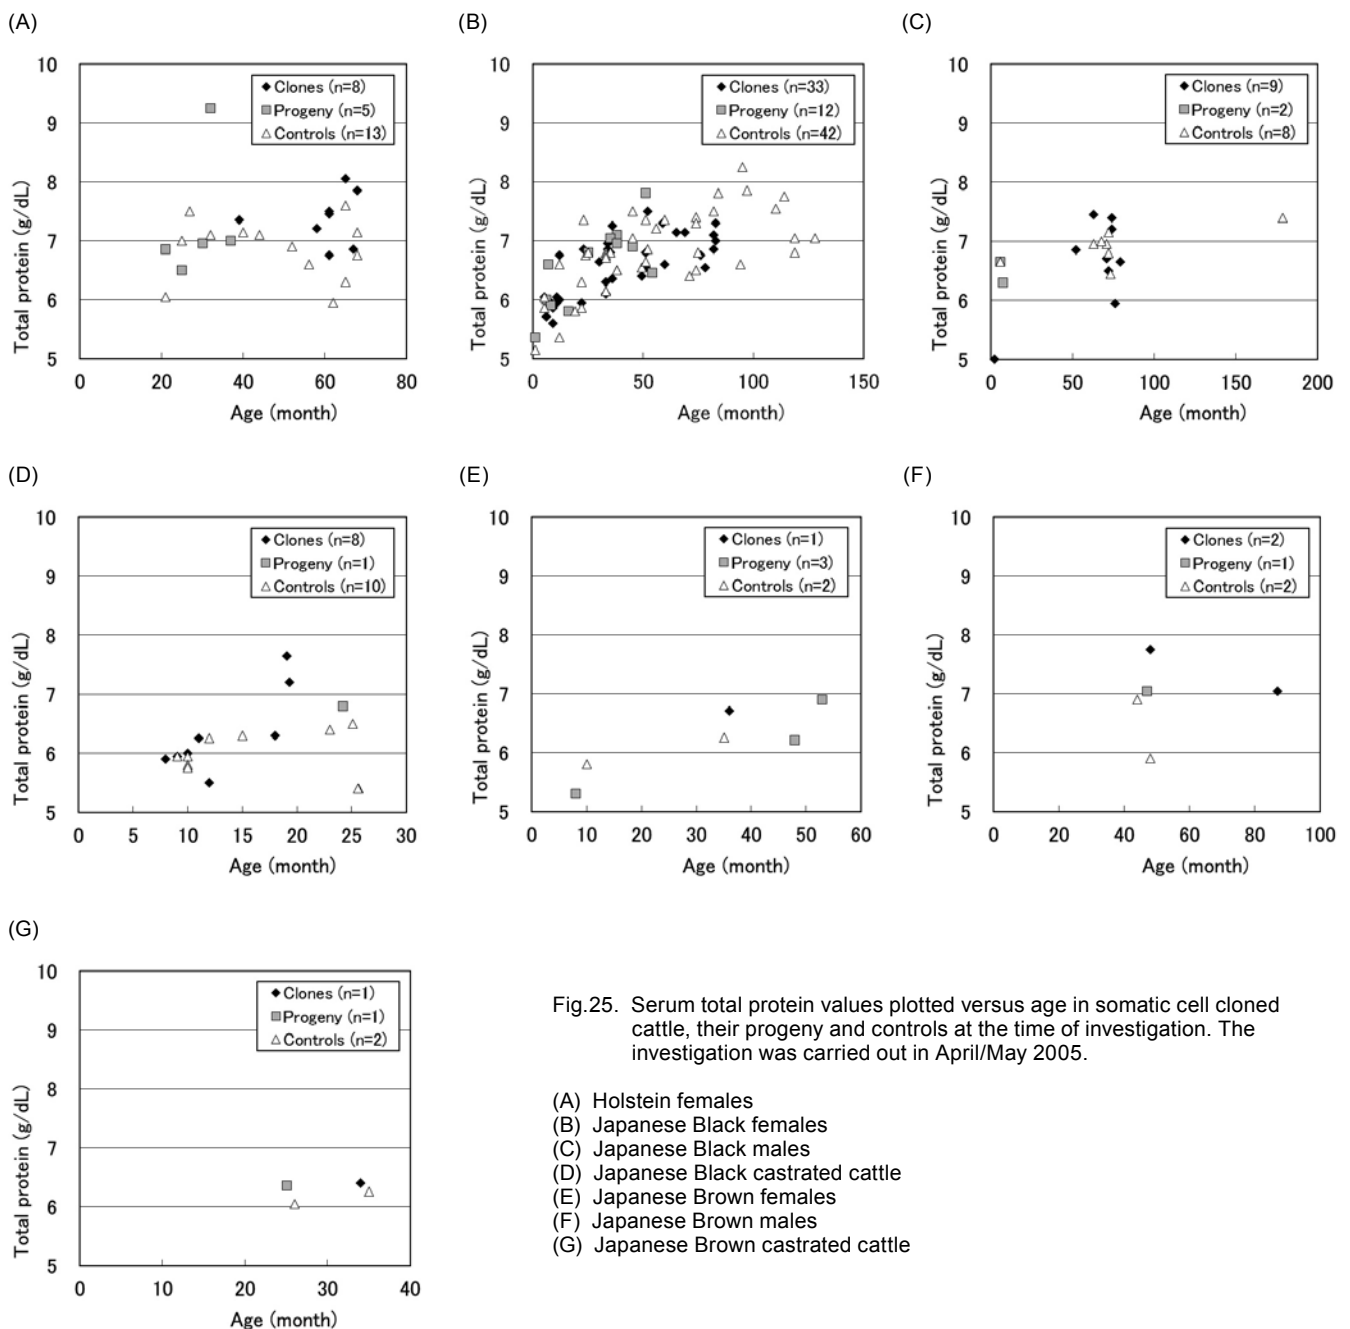 (A)
10
9
8
7
6
5
0
20
40
60
80
Total protein (g/dL)
Age (month)
Clones (n=8)
Progeny (n=5)
Controls (n=13)
(B)
10
9
8
7
6
5
0
50
100
150
Total protein (g/dL)
Age (month)
Clones (n=33)
Progeny (n=12)
Controls (n=42)
(C)
10
9
8
7
6
5
0
50
100
150
200
Total protein (g/dL)
Age (month)
Clones (n=9)
Progeny (n=2)
Controls (n=8)
(D)
10
9
8
7
6
5
0
5
10
15
20
25
30
Total protein (g/dL)
Age (month)
Clones (n=8)
Progeny (n=1)
Controls (n=10)
(E)
10
9
8
7
6
5
0
10
20
30
40
50
60
Total protein (g/dL)
Age (month)
Clones (n=1)
Progeny (n=3)
Controls (n=2)
(F)
10
9
8
7
6
5
0
20
40
60
80
100
Total protein (g/dL)
Age (month)
Clones (n=2)
Progeny (n=1)
Controls (n=2)
(G)
10
9
8
7
6
5
0
10
20
30
40
Total protein (g/dL)
Age (month)
Clones (n=1)
Progeny (n=1)
Controls (n=2)
Fig.25. Serum total protein values plotted versus age in somatic cell cloned
cattle, their progeny and controls at the time of investigation. The
investigation was carried out in April/May 2005.
(A) Holstein females
(B) Japanese Black females
(C) Japanese Black males
(D) Japanese Black castrated cattle
(E) Japanese Brown females
(F) Japanese Brown males
(G) Japanese Brown castrated cattle